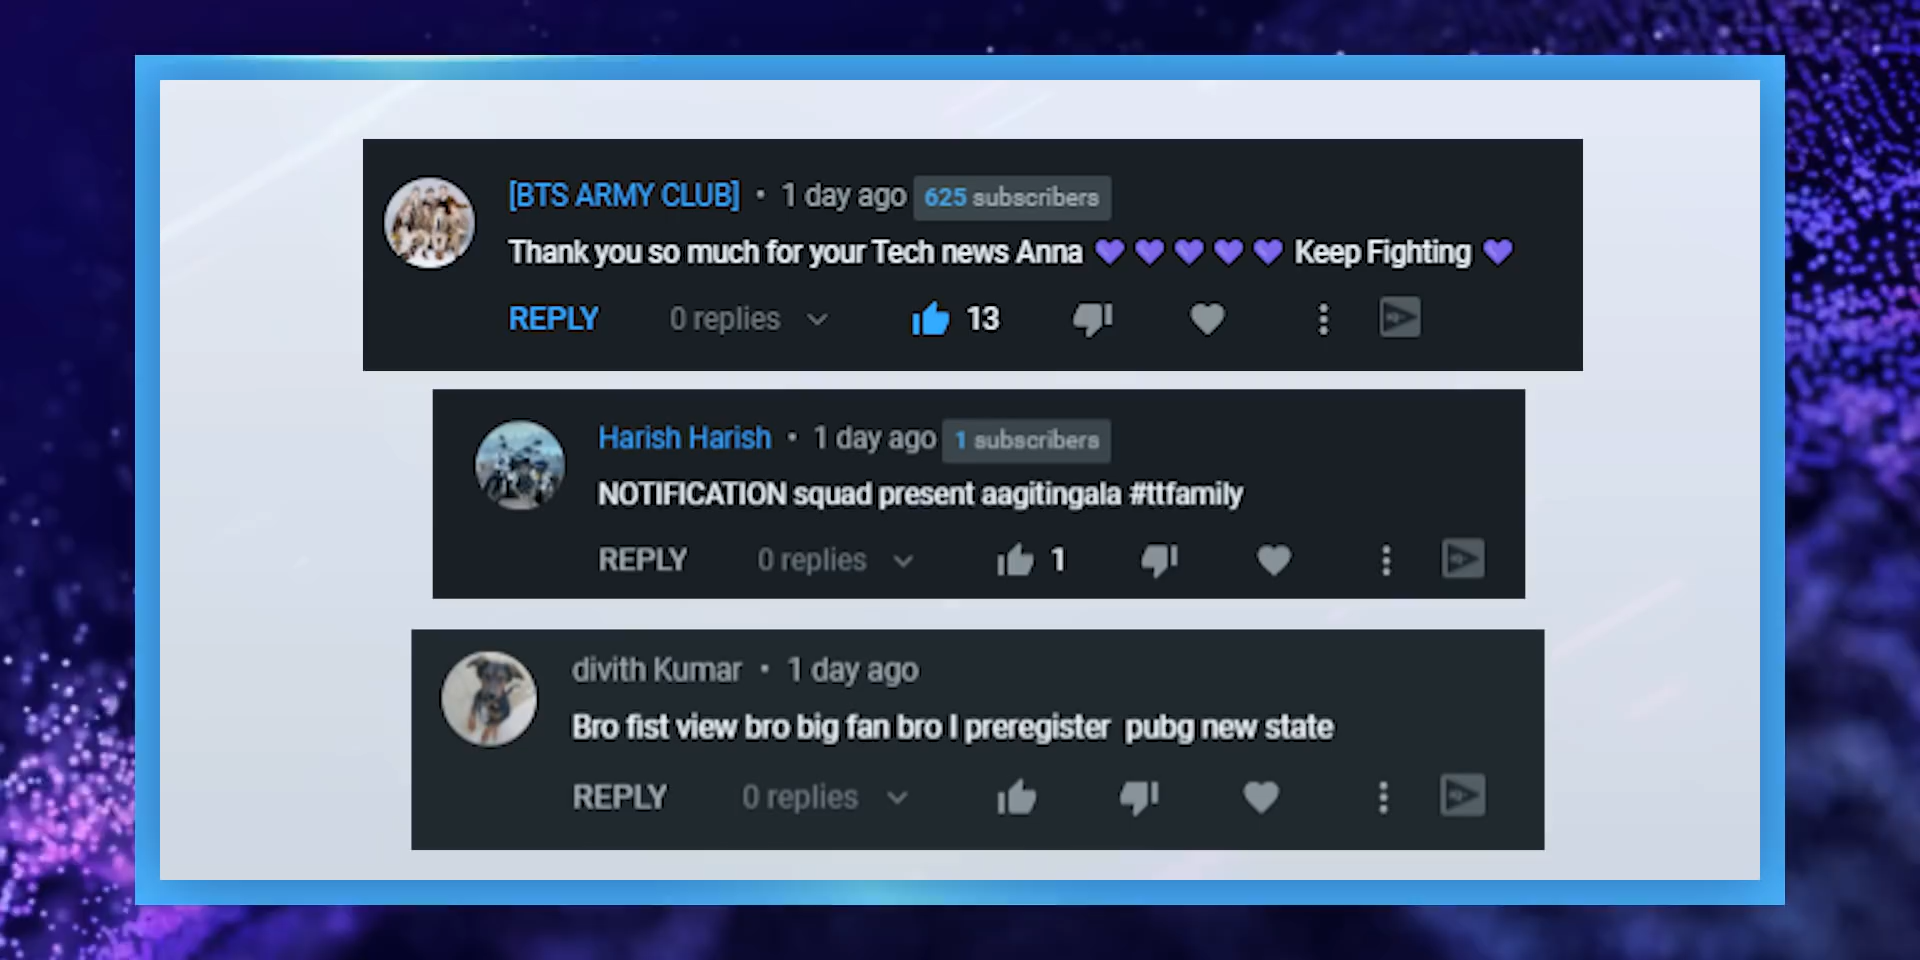 [BTS ARMY CLUB] • 1 day ago 625 subscribers
Thank you so much for your Tech news Anna 💜 💜 💜 💜 💜 Keep Fighting 💜
REPLY 0 replies 13
Harish Harish • 1 day ago 1 subscribers
NOTIFICATION squad present aagitingala #ttfamily
REPLY 0 replies 1
divith Kumar • 1 day ago
Bro fist view bro big fan bro I preregister pubg new state
REPLY 0 replies